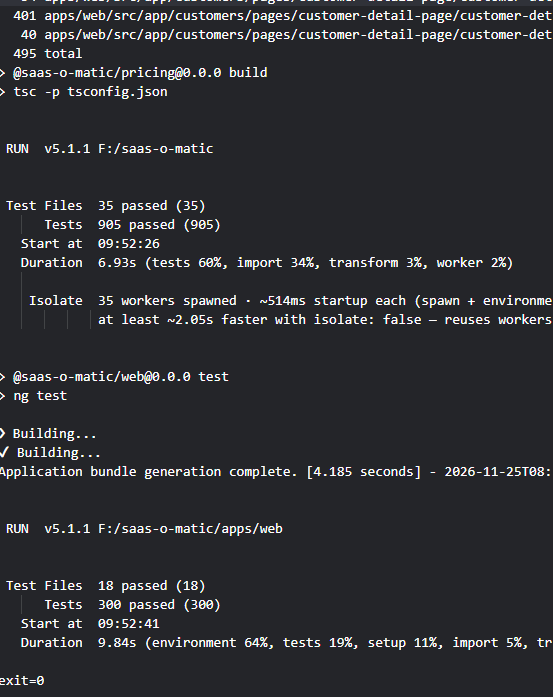 401 apps/web/src/app/customers/pages/customer-detail-page/customer-det
40 apps/web/src/app/customers/pages/customer-detail-page/customer-det
495 total
> @saas-o-matic/pricing@0.0.0 build
> tsc -p tsconfig.json
RUN v5.1.1 F:/saas-o-matic
Test Files 35 passed (35)
Tests 905 passed (905)
Start at 09:52:26
Duration 6.93s (tests 60%, import 34%, transform 3%, worker 2%)
Isolate 35 workers spawned · ~514ms startup each (spawn + environme
at least ~2.05s faster with isolate: false — reuses workers
> @saas-o-matic/web@0.0.0 test
> ng test
❯ Building...
✔ Building...
Application bundle generation complete. [4.185 seconds] - 2026-11-25T08:
RUN v5.1.1 F:/saas-o-matic/apps/web
Test Files 18 passed (18)
Tests 300 passed (300)
Start at 09:52:41
Duration 9.84s (environment 64%, tests 19%, setup 11%, import 5%, tr
exit=0